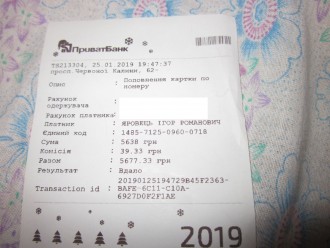 ПриватБанк
TS213304, 25.01.2019 19:47:37
просп.Червоної Калини, 62-
Опис : Поповнення картки по номеру
Рахунок одержувача :
Рахунок платника :
Платник : ЯРОВЕЦЬ ІГОР РОМАНОВИЧ
Єдиний код : 1485-7125-0960-0718
Сума : 5638 грн
Комісія : 39.33 грн
Разом : 5677.33 грн
Результат : Вдало
Transaction id : 20190125194729B45F2363-
BAFE-6C11-C10A-
6927D0F2F1AE
2019